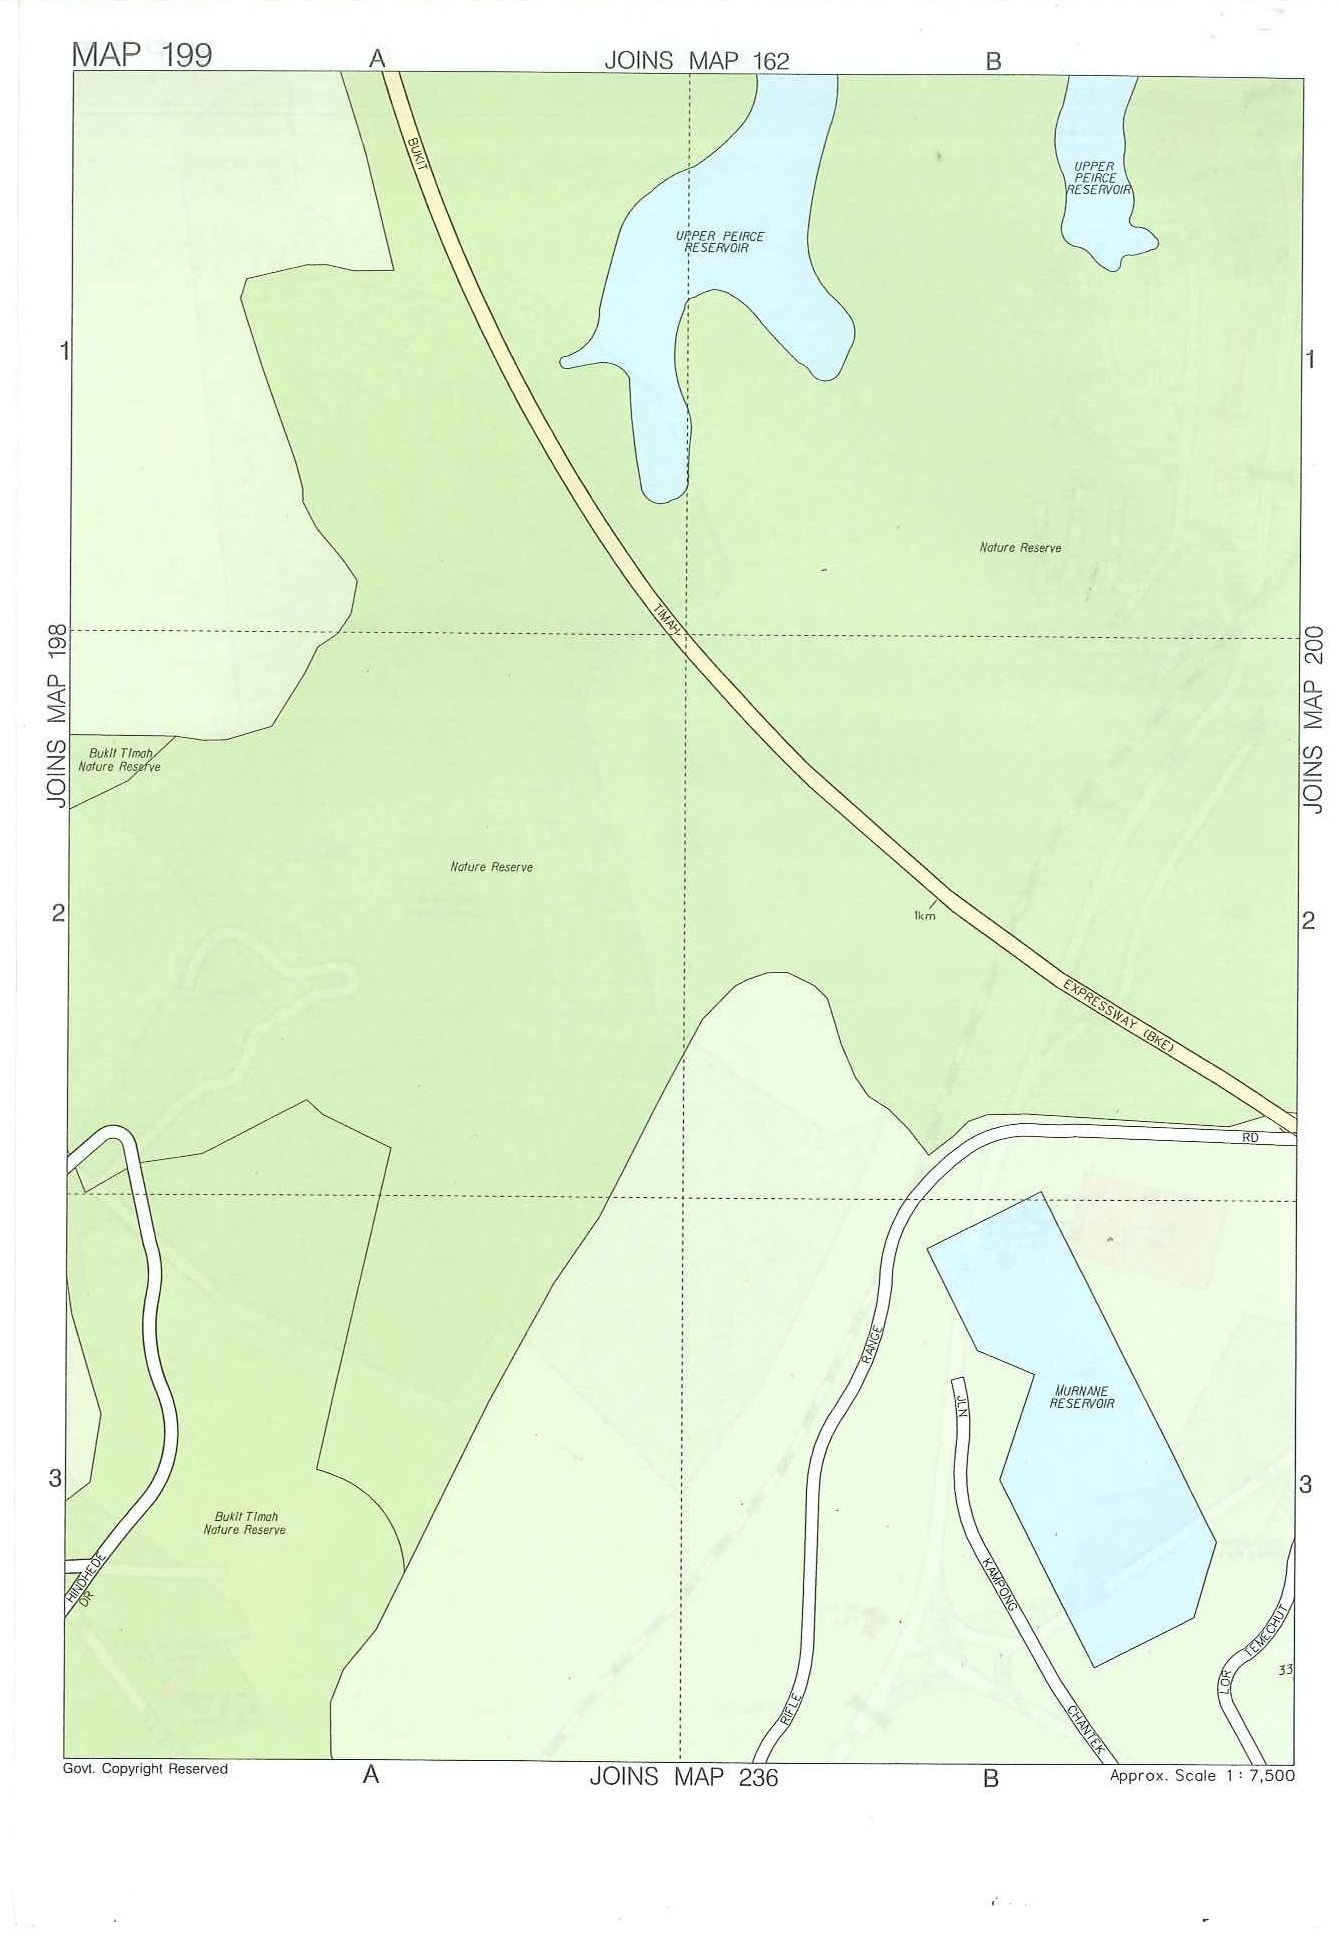 MAP 199
A
JOINS MAP 162
B
BUKIT
UPPER
PEIRCE
RESERVOIR
UPPER PEIRCE
RESERVOIR
1
1
Nature Reserve
TIMAH
JOINS MAP 198
JOINS MAP 200
Bukit Timah
Nature Reserve
Nature Reserve
2
1km
2
EXPRESSWAY (BKE)
RD
RANGE
MURNANE
RESERVOIR
JLN
3
3
Bukit Timah
Nature Reserve
HINDHEDE
DR
KAMPONG
TEMECHUT
LOR
33
RIFLE
CHANTEK
Govt. Copyright Reserved
A
JOINS MAP 236
B
Approx. Scale 1 : 7,500